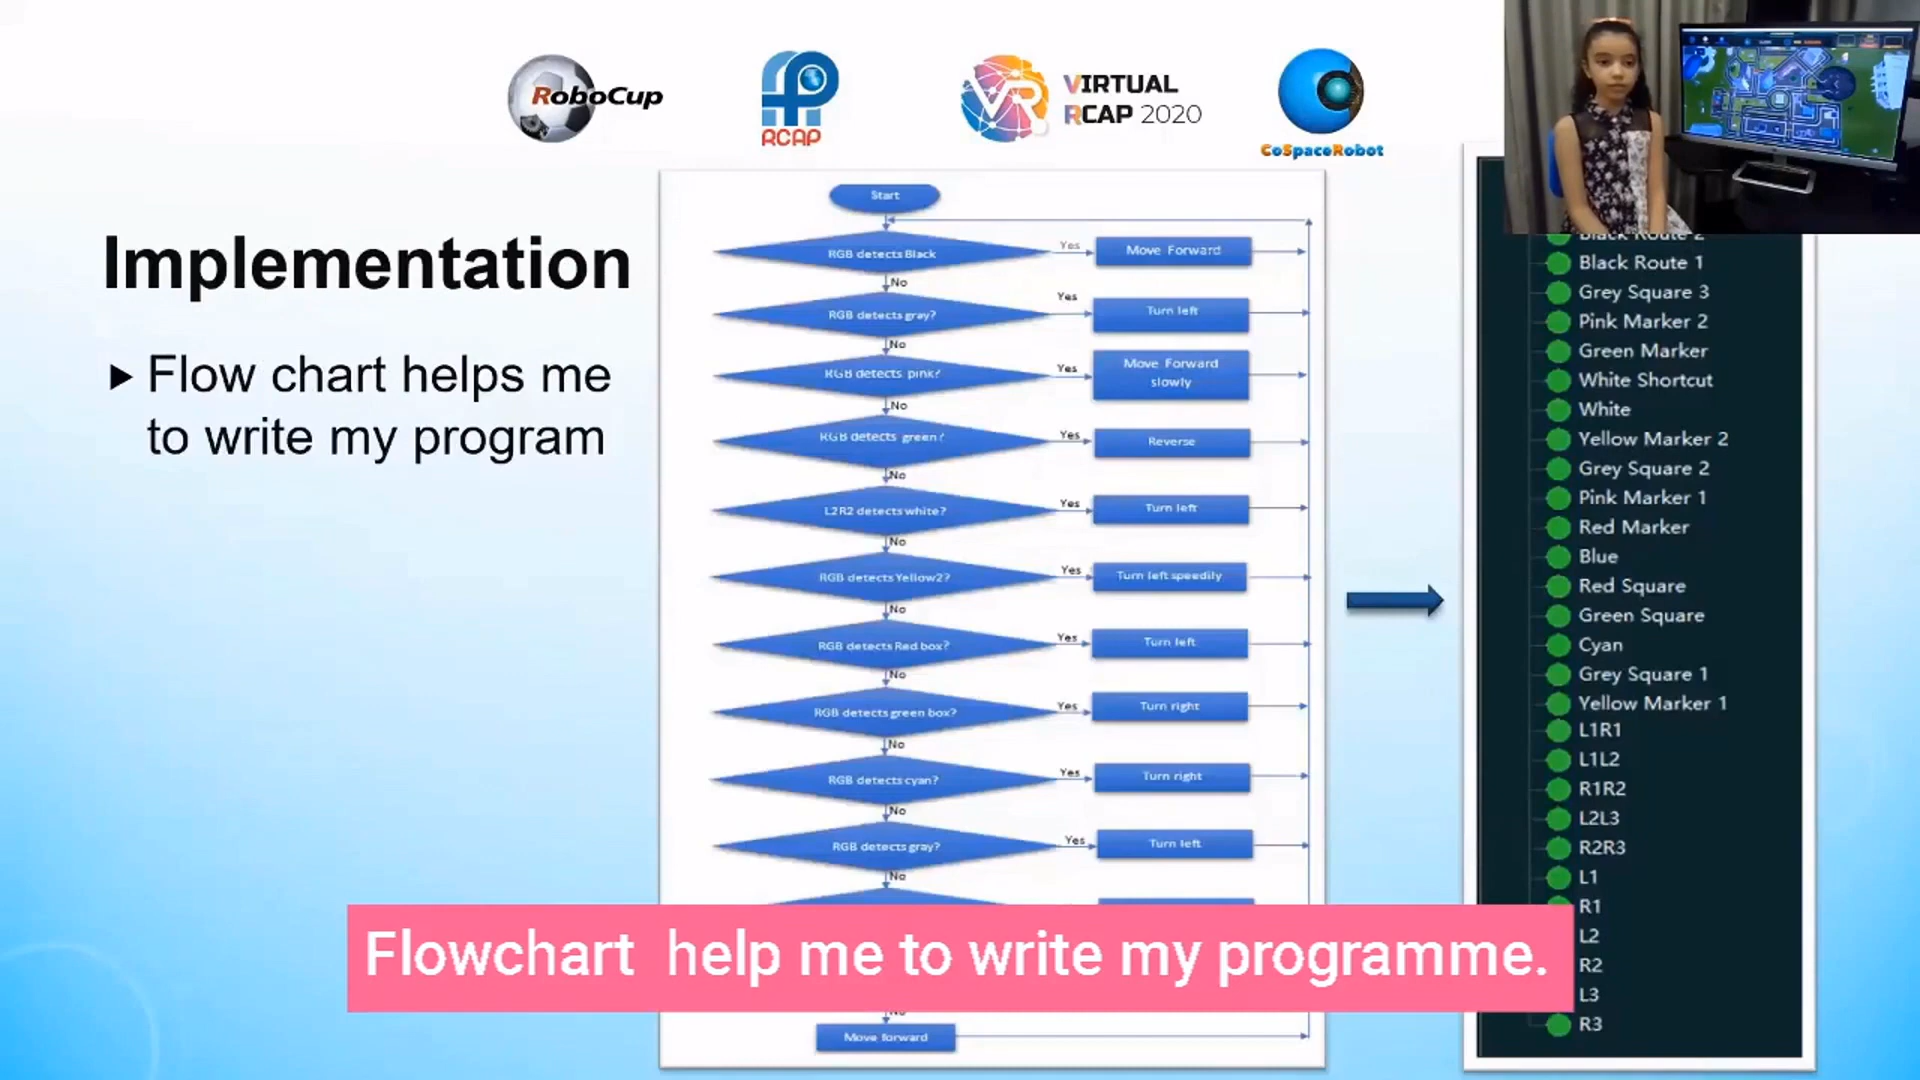 RoboCup
RCAP
VIRTUAL
RCAP 2020
CoSpaceRobot
Implementation
Flow chart helps me
to write my program
Start
RGB detects Black
Yes
Move Forward
No
RGB detects gray?
Yes
Turn left
No
RGB detects pink?
Yes
Move Forward
slowly
No
RGB detects green?
Yes
Reverse
No
L2R2 detects white?
Yes
Turn left
No
RGB detects Yellow2?
Yes
Turn left speedily
No
RGB detects Red box?
Yes
Turn left
No
RGB detects green box?
Yes
Turn right
No
RGB detects cyan?
Yes
Turn right
No
RGB detects gray?
Yes
Turn left
No
No
Move forward
Black Route 2
Black Route 1
Grey Square 3
Pink Marker 2
Green Marker
White Shortcut
White
Yellow Marker 2
Grey Square 2
Pink Marker 1
Red Marker
Blue
Red Square
Green Square
Cyan
Grey Square 1
Yellow Marker 1
L1R1
L1L2
R1R2
L2L3
R2R3
L1
R1
L2
R2
L3
R3
Flowchart help me to write my programme.